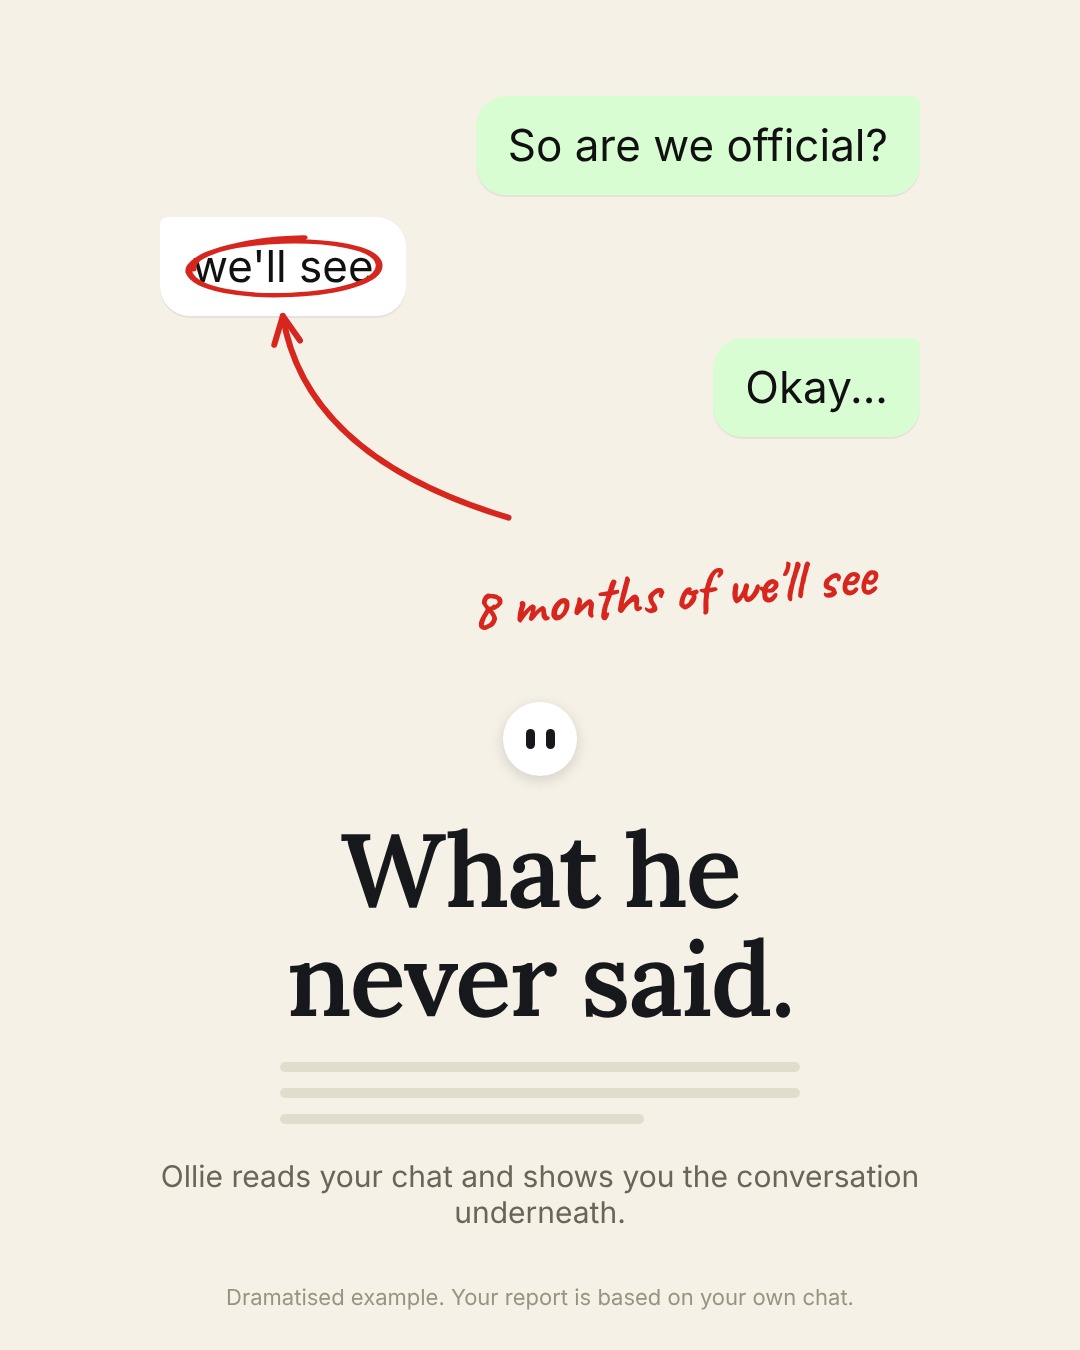 So are we official?
we'll see
Okay...
8 months of we'll see
What he
never said.
Ollie reads your chat and shows you the conversation
underneath.
Dramatised example. Your report is based on your own chat.